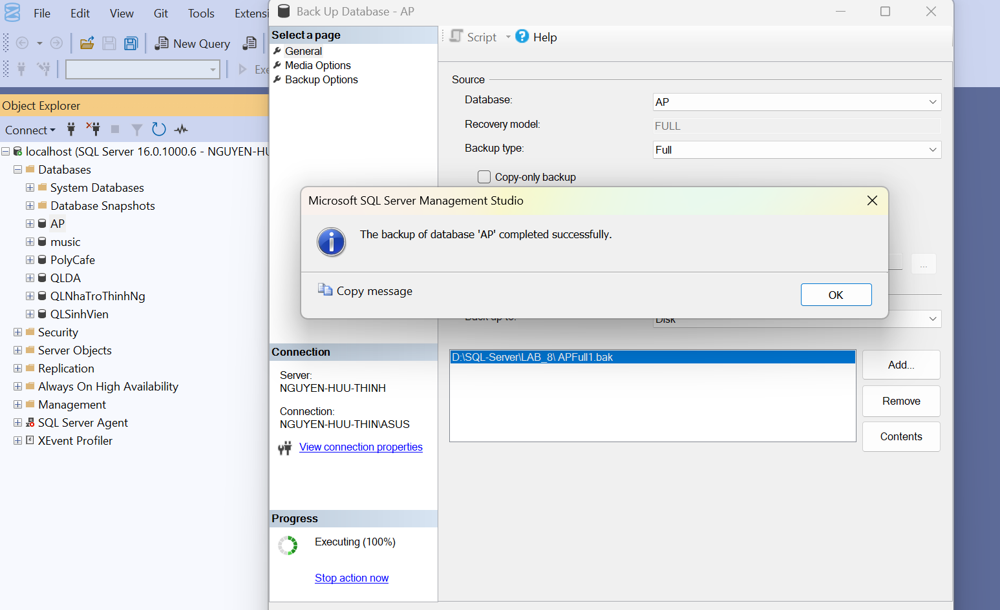 File Edit View Git Tools Extensi
New Query
Exe
Object Explorer
Connect
localhost (SQL Server 16.0.1000.6 - NGUYEN-HU
Databases
System Databases
Database Snapshots
AP
music
PolyCafe
QLDA
QLNhaTroThinhNg
QLSinhVien
Security
Server Objects
Replication
Always On High Availability
Management
SQL Server Agent
XEvent Profiler
Back Up Database - AP
Select a page
General
Media Options
Backup Options
Script Help
Source
Database: AP
Recovery model: FULL
Backup type: Full
Copy-only backup
Microsoft SQL Server Management Studio
The backup of database 'AP' completed successfully.
Copy message
OK
...
Back up to: Disk
D:\SQL-Server\LAB_8\ APFull1.bak
Add...
Remove
Contents
Connection
Server:
NGUYEN-HUU-THINH
Connection:
NGUYEN-HUU-THIN\ASUS
View connection properties
Progress
Executing (100%)
Stop action now